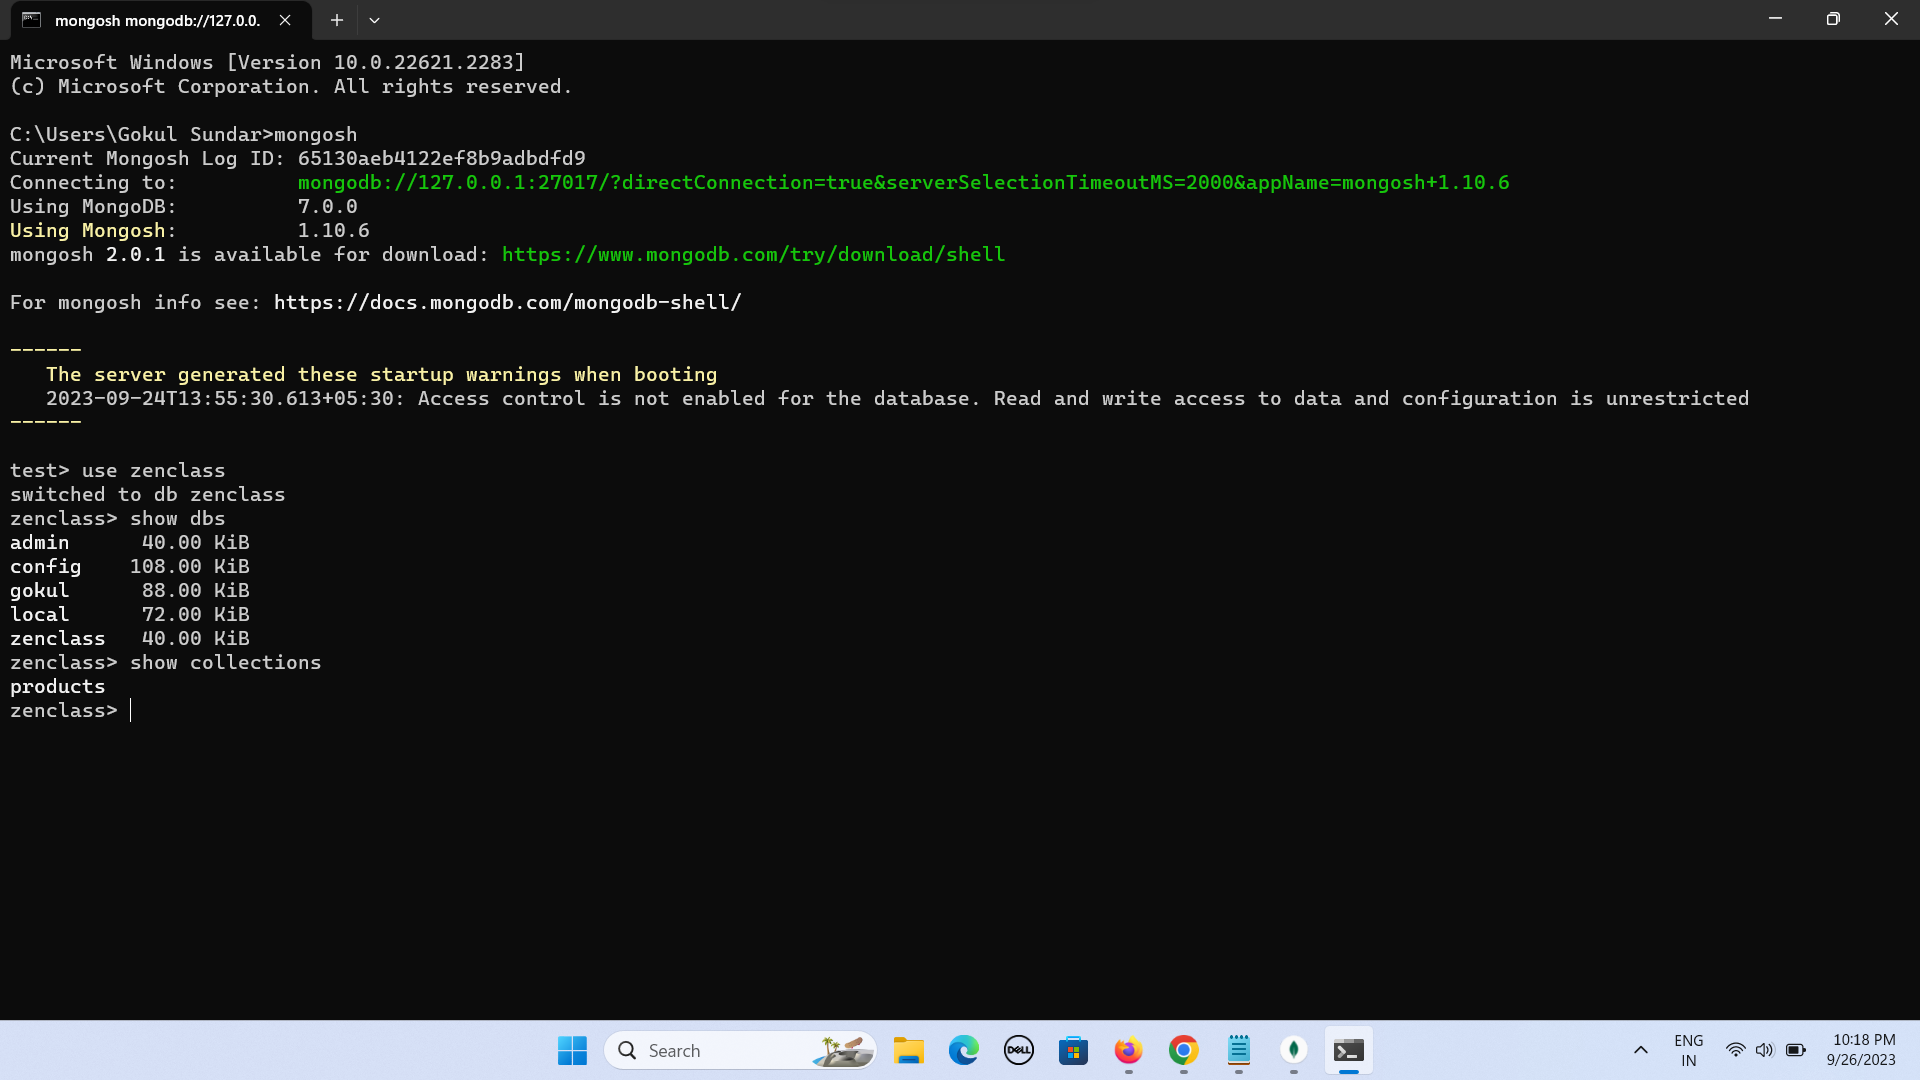 mongosh mongodb://127.0.0.
Microsoft Windows [Version 10.0.22621.2283]
(c) Microsoft Corporation. All rights reserved.
C:\Users\Gokul Sundar>mongosh
Current Mongosh Log ID: 65130aeb4122ef8b9adbdfd9
Connecting to:          mongodb://127.0.0.1:27017/?directConnection=true&serverSelectionTimeoutMS=2000&appName=mongosh+1.10.6
Using MongoDB:          7.0.0
Using Mongosh:          1.10.6
mongosh 2.0.1 is available for download: https://www.mongodb.com/try/download/shell
For mongosh info see: https://docs.mongodb.com/mongodb-shell/
------
   The server generated these startup warnings when booting
   2023-09-24T13:55:30.613+05:30: Access control is not enabled for the database. Read and write access to data and configuration is unrestricted
------
test> use zenclass
switched to db zenclass
zenclass> show dbs
admin      40.00 KiB
config    108.00 KiB
gokul      88.00 KiB
local      72.00 KiB
zenclass   40.00 KiB
zenclass> show collections
products
zenclass>
Search
DELL
ENG
IN
10:18 PM
9/26/2023